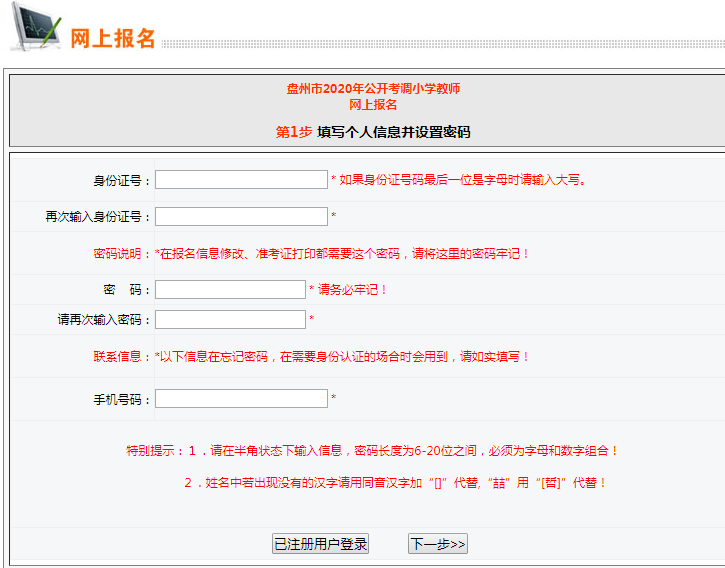 网上报名
盘州市2020年公开考调小学教师
网上报名
第1步 填写个人信息并设置密码
身份证号： * 如果身份证号码最后一位是字母时请输入大写。
再次输入身份证号： *
密码说明：*在报名信息修改、准考证打印都需要这个密码，请将这里的密码牢记！
密 码： * 请务必牢记！
请再次输入密码： *
联系信息：*以下信息在忘记密码，在需要身份认证的场合时会用到，请如实填写！
手机号码： *
特别提示：１．请在半角状态下输入信息，密码长度为6-20位之间，必须为字母和数字组合！
２．姓名中若出现没有的汉字请用同音汉字加“[]”代替,“喆”用“[哲]”代替！
已注册用户登录 下一步>>